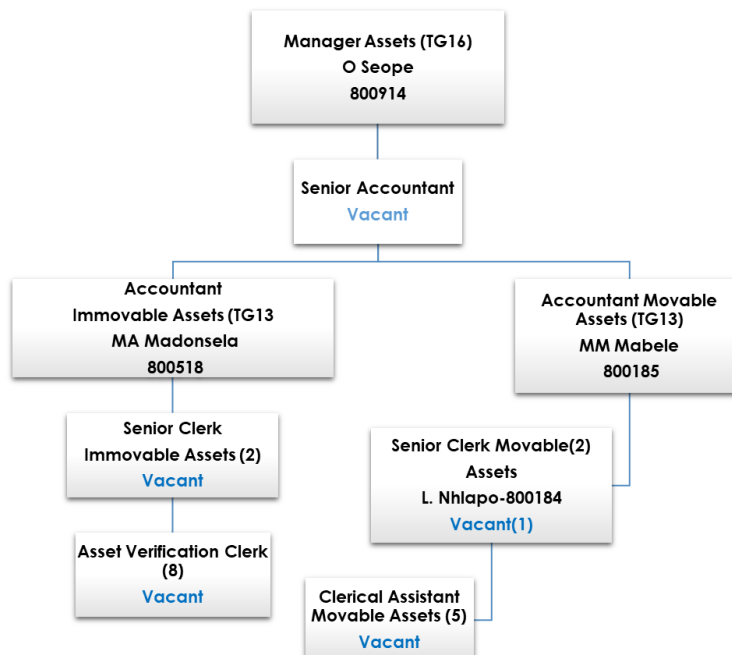 Manager Assets (TG16)
O Seope
800914
Senior Accountant
Vacant
Accountant
Immovable Assets (TG13
MA Madonsela
800518
Accountant Movable
Assets (TG13)
MM Mabele
800185
Senior Clerk
Immovable Assets (2)
Vacant
Senior Clerk Movable(2)
Assets
L. Nhlapo-800184
Vacant(1)
Asset Verification Clerk
(8)
Vacant
Clerical Assistant
Movable Assets (5)
Vacant